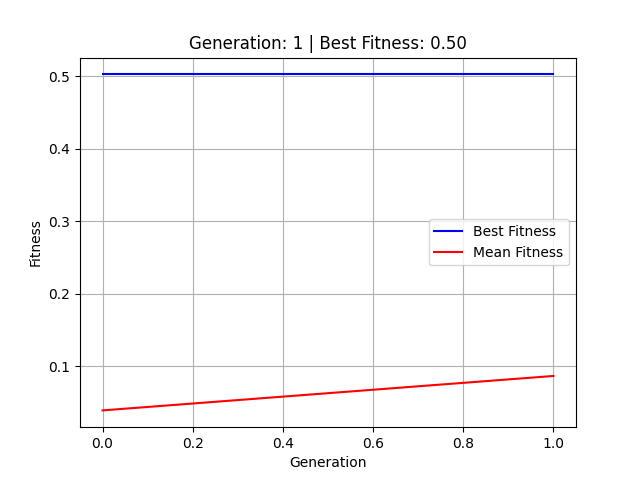 Generation: 1 | Best Fitness: 0.50
0.5
0.4
0.3
0.2
0.1
Fitness
Best Fitness
Mean Fitness
0.0 0.2 0.4 0.6 0.8 1.0
Generation